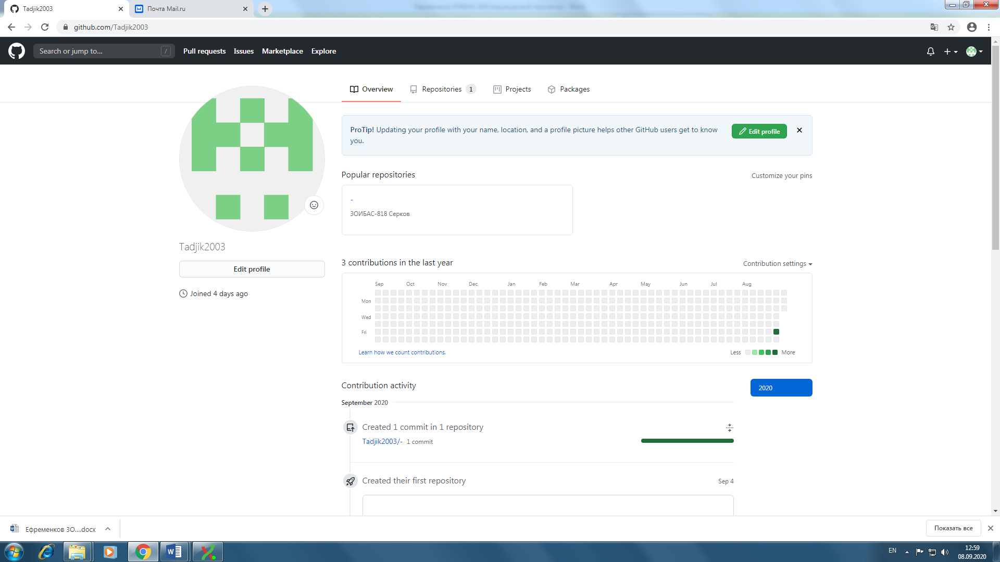 Tadjik2003
Почта Mail.ru
github.com/Tadjik2003
Search or jump to...
/
Pull requests
Issues
Marketplace
Explore
Overview
Repositories 1
Projects
Packages
ProTip! Updating your profile with your name, location, and a profile picture helps other GitHub users get to know
you.
Edit profile
Popular repositories
Customize your pins
-
ЗОИБАС-818 Серков
Tadjik2003
Edit profile
Joined 4 days ago
3 contributions in the last year
Contribution settings
Sep Oct Nov Dec Jan Feb Mar Apr May Jun Jul Aug
Mon
Wed
Fri
Learn how we count contributions.
Less
More
Contribution activity
2020
September 2020
Created 1 commit in 1 repository
Tadjik2003/- 1 commit
Created their first repository
Sep 4
Ефременков ЗО....docx
Показать все
EN
12:59
08.09.2020